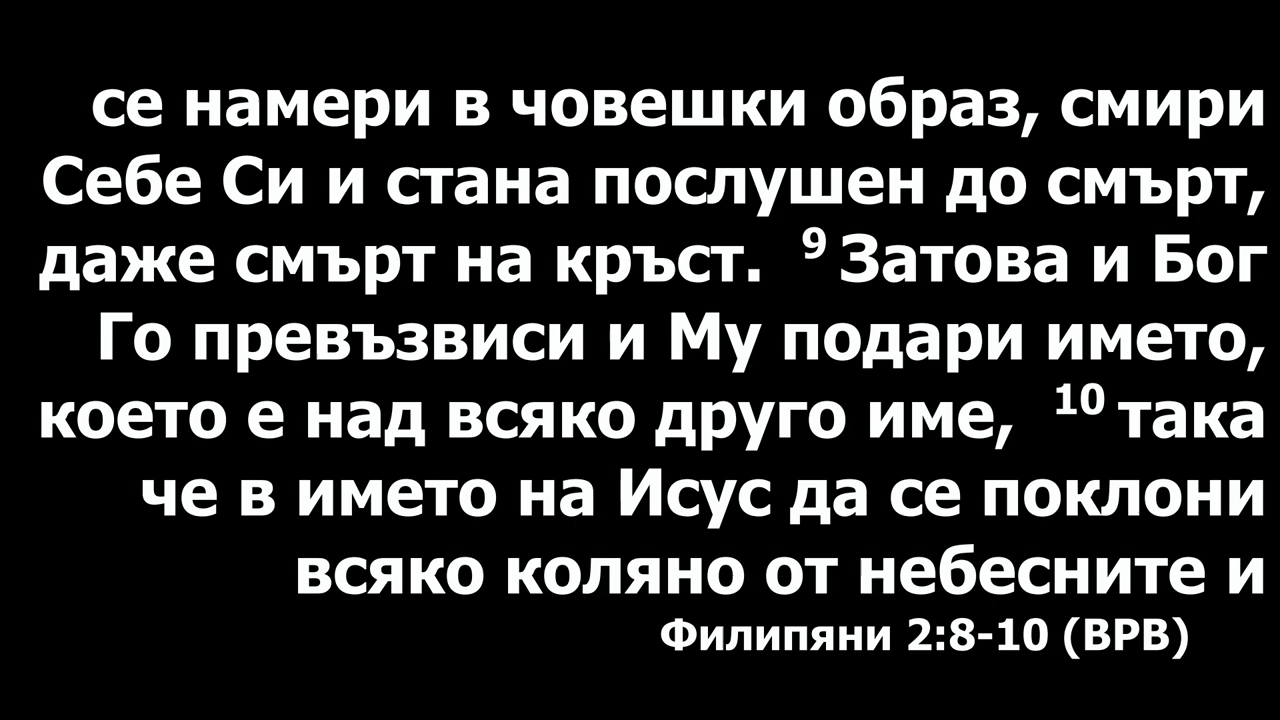 се намери в човешки образ, смири
Себе Си и стана послушен до смърт,
даже смърт на кръст. 9 Затова и Бог
Го превъзвиси и Му подари името,
което е над всяко друго име, 10 така
че в името на Исус да се поклони
всяко коляно от небесните и
Филипяни 2:8-10 (ВРВ)